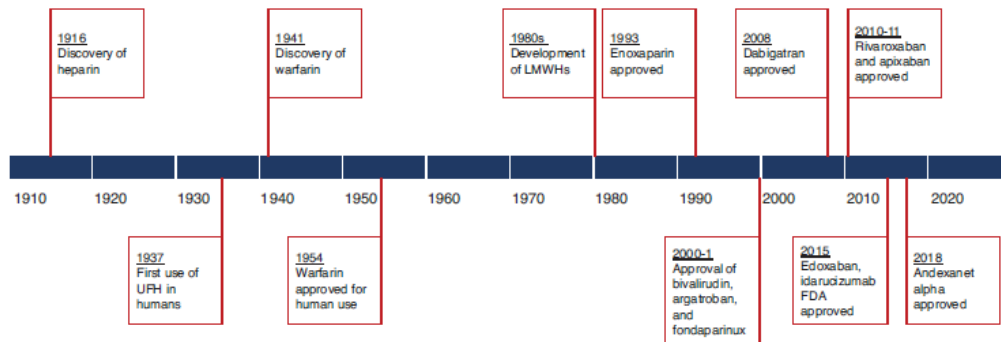 1916
Discovery of
heparin
1941
Discovery of
warfarin
1980s
Development
of LMWHs
1993
Enoxaparin
approved
2008
Dabigatran
approved
2010-11
Rivaroxaban
and apixaban
approved
1910
1920
1930
1940
1950
1960
1970
1980
1990
2000
2010
2020
1937
First use of
UFH in
humans
1954
Warfarin
approved for
human use
2000-1
Approval of
bivalirudin,
argatroban,
and
fondaparinux
2015
Edoxaban,
idarucizumab
FDA
approved
2018
Andexanet
alpha
approved